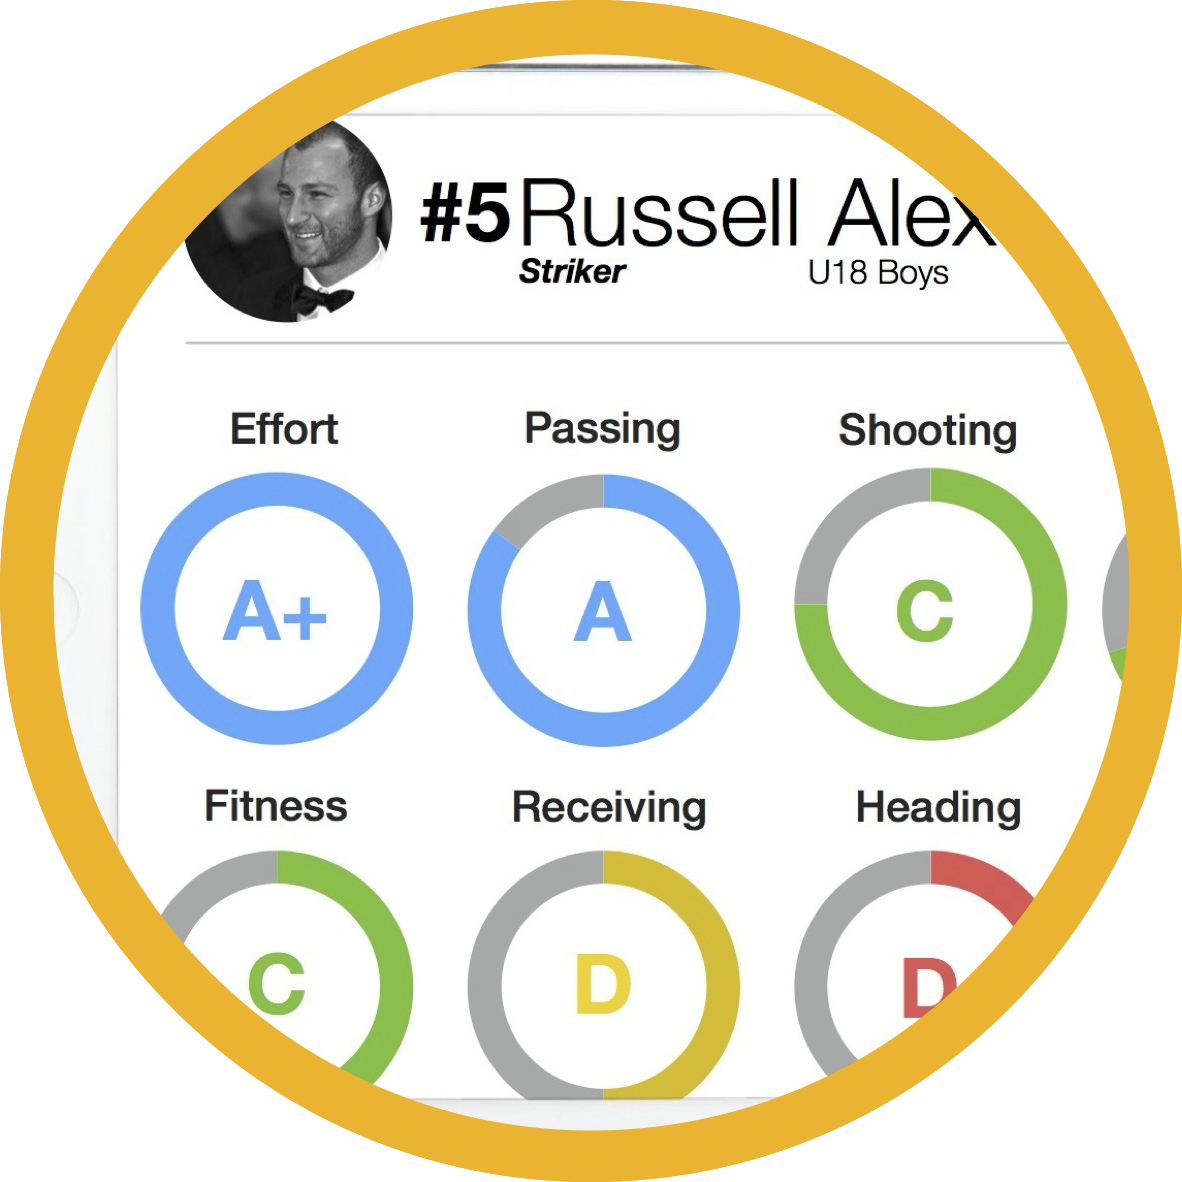 #5 Russell Alex
Striker U18 Boys
Effort Passing Shooting
A+ A C
Fitness Receiving Heading
C D D